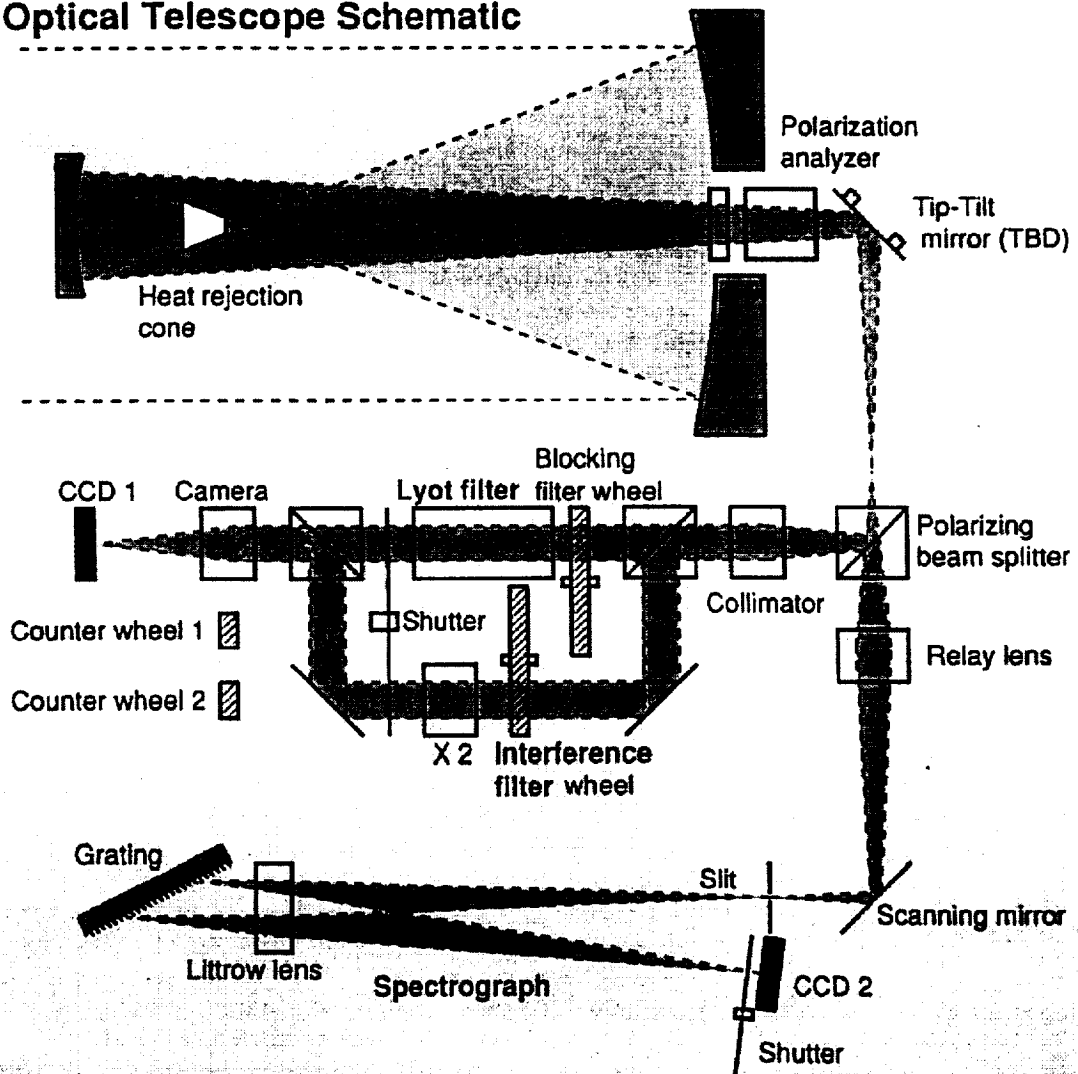 Optical Telescope Schematic
Polarization
analyzer
Tip-Tilt
mirror (TBD)
Heat rejection
cone
CCD 1
Camera
Lyot filter
Blocking
filter wheel
Polarizing
beam splitter
Collimator
Counter wheel 1
Shutter
Relay lens
Counter wheel 2
X 2
Interference
filter wheel
Grating
Slit
Scanning mirror
Littrow lens
Spectrograph
CCD 2
Shutter